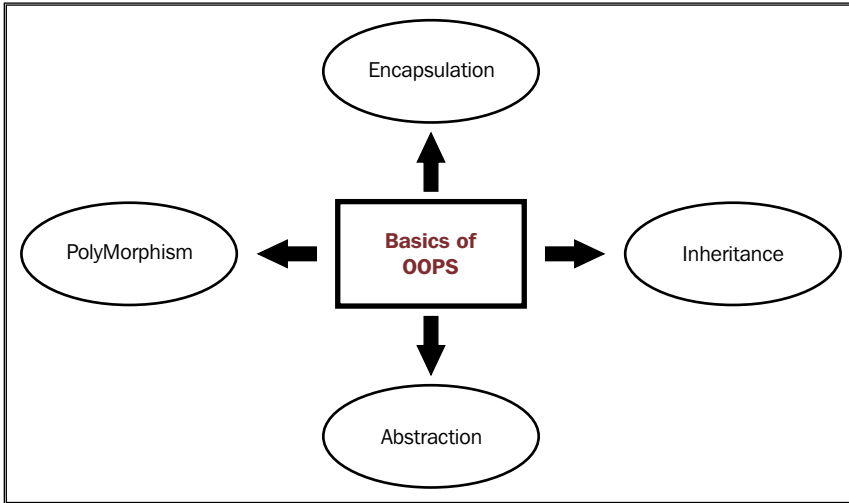 Encapsulation
PolyMorphism
Basics of
OOPS
Inheritance
Abstraction